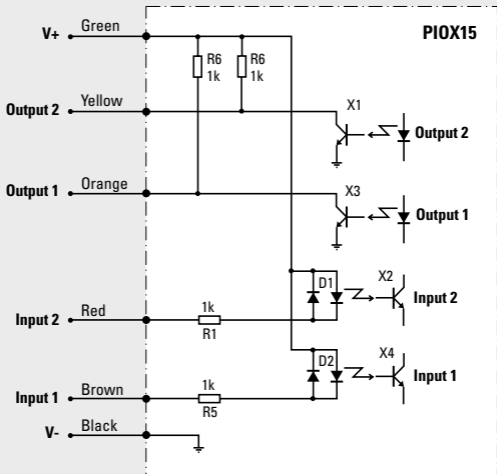 PIOX15
V+ Green
R6 R6
1k 1k
Output 2 Yellow
X1
Output 2
Output 1 Orange
X3
Output 1
D1 X2
1k
Input 2 Red
Input 2
R1
D2 X4
1k
Input 1
Input 1 Brown
R5
V- Black